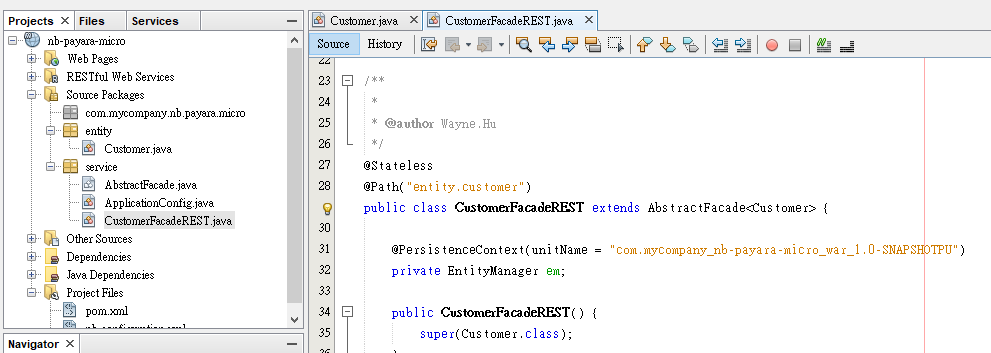 Projects × Files Services
nb-payara-micro
Web Pages
RESTful Web Services
Source Packages
com.mycompany.nb.payara.micro
entity
Customer.java
service
AbstractFacade.java
ApplicationConfig.java
CustomerFacadeREST.java
Other Sources
Dependencies
Java Dependencies
Project Files
pom.xml
Navigator ×
Customer.java × CustomerFacadeREST.java ×
Source History
22
23 /**
24 *
25 * @author Wayne.Hu
26 */
27 @Stateless
28 @Path("entity.customer")
public class CustomerFacadeREST extends AbstractFacade<Customer> {
30
31 @PersistenceContext(unitName = "com.mycompany_nb-payara-micro_war_1.0-SNAPSHOTPU")
32 private EntityManager em;
33
34 public CustomerFacadeREST() {
35 super(Customer.class);